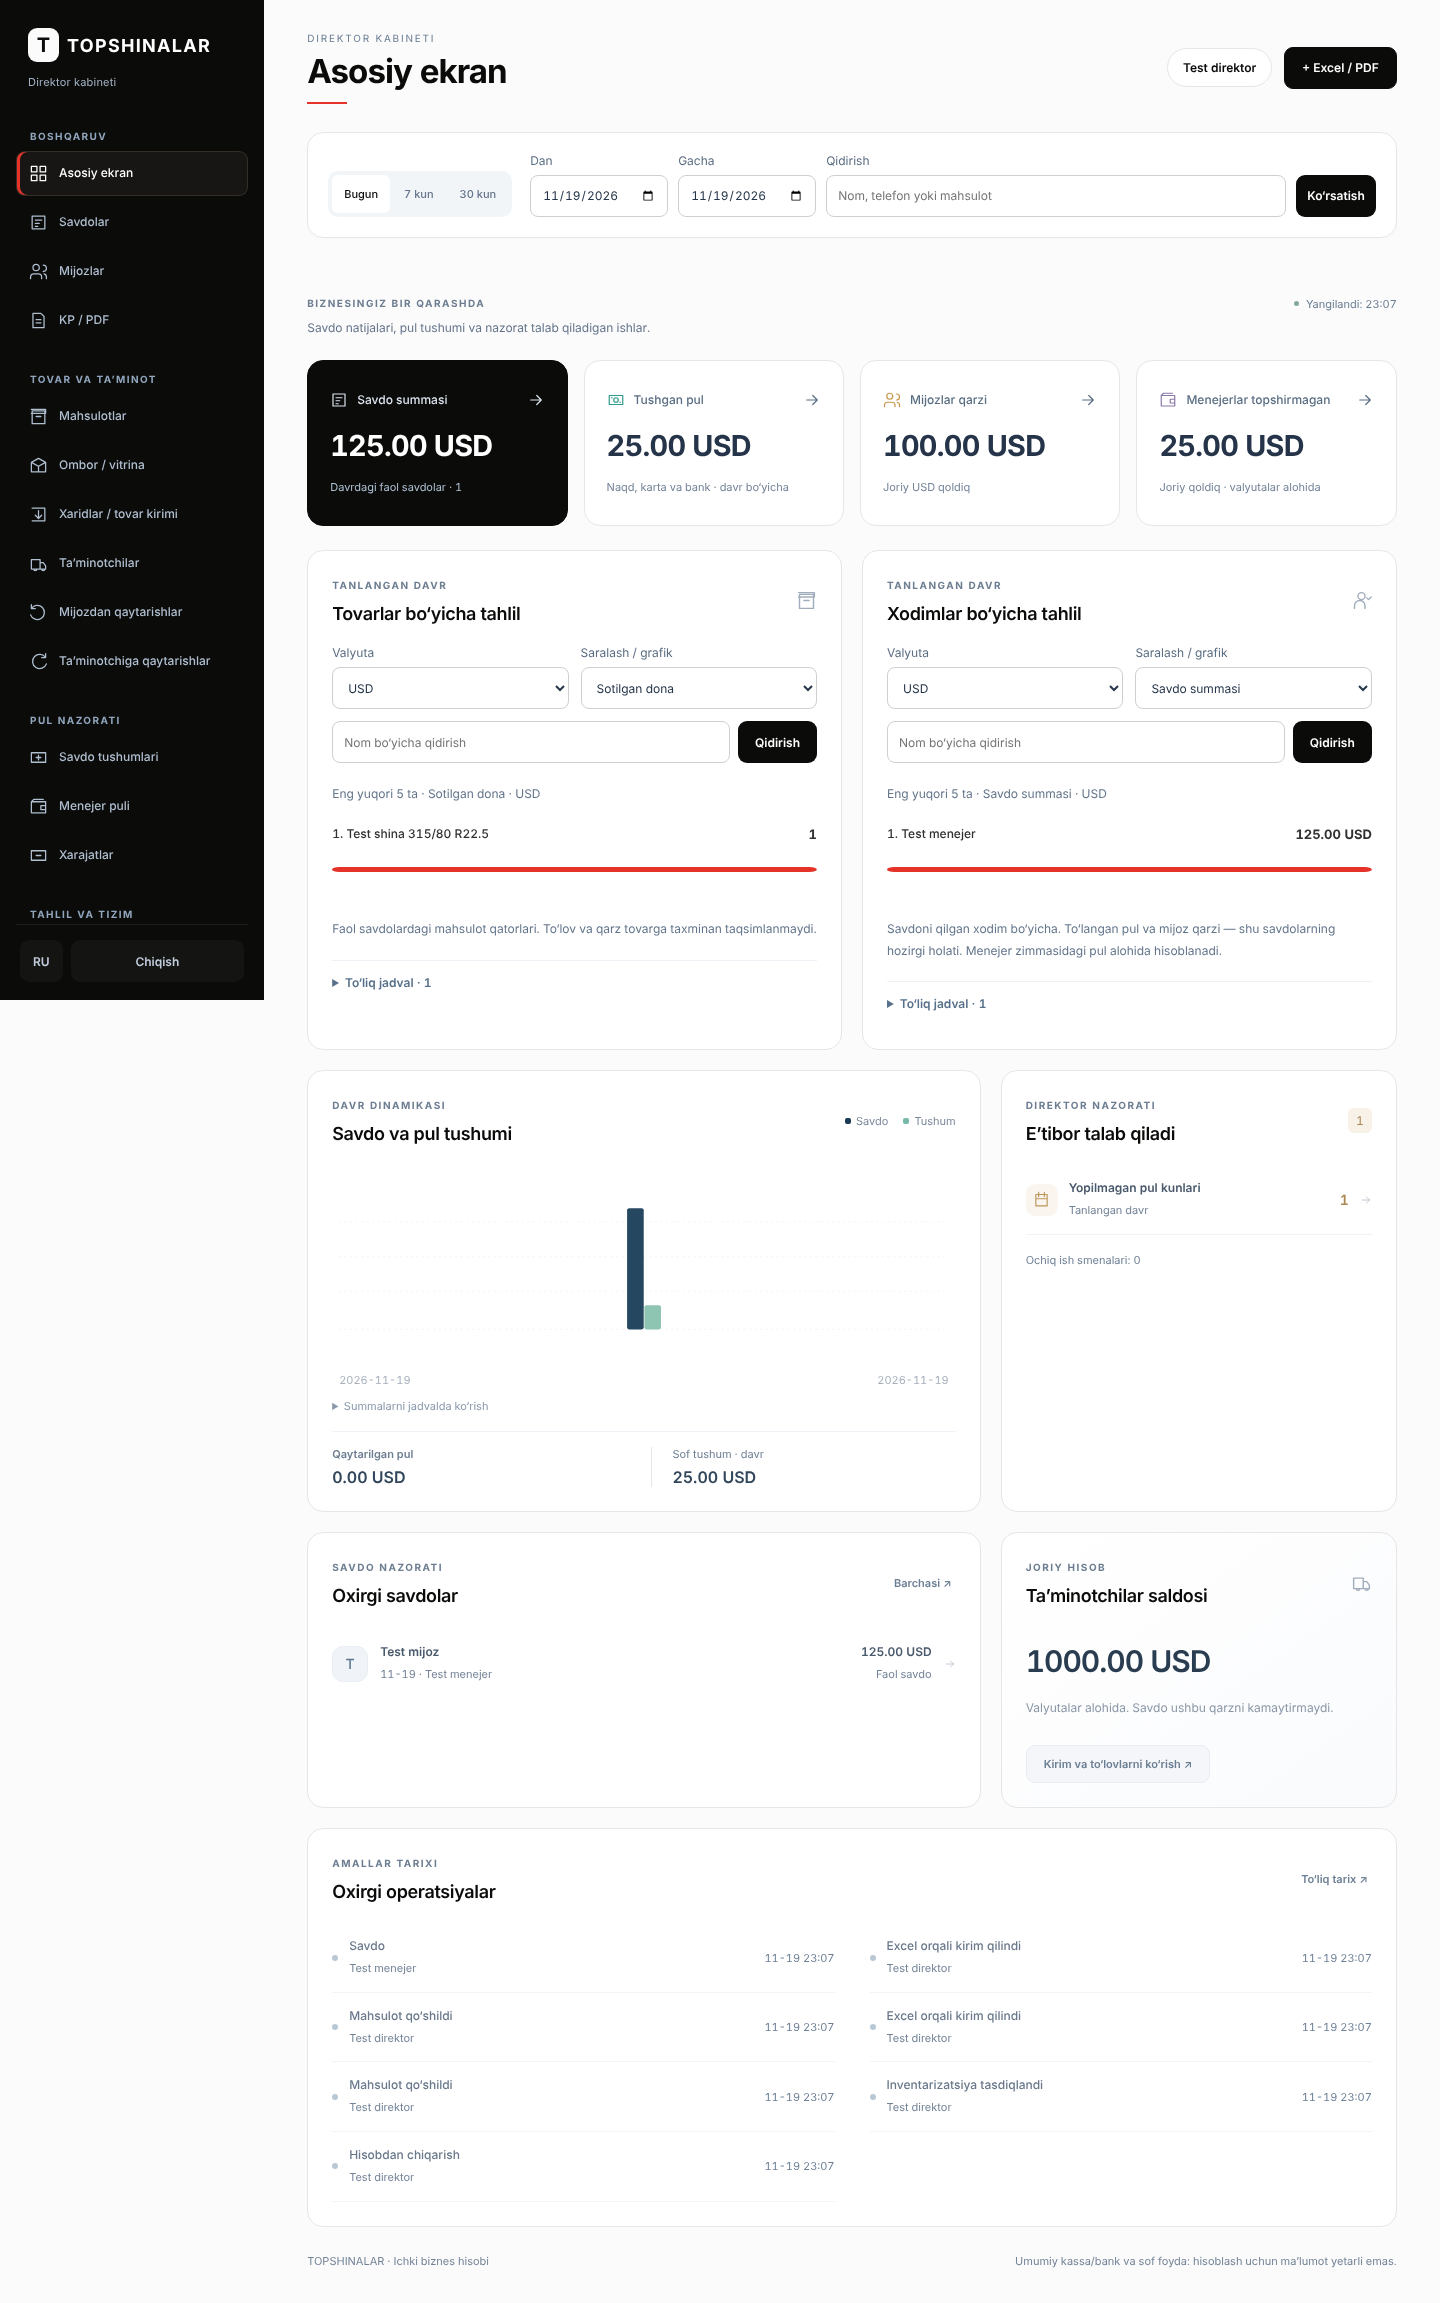 T TOPSHINALAR
Direktor kabineti
BOSHQARUV
Asosiy ekran
Savdolar
Mijozlar
KP / PDF
TOVAR VA TA’MINOT
Mahsulotlar
Ombor / vitrina
Xaridlar / tovar kirimi
Ta’minotchilar
Mijozdan qaytarishlar
Ta’minotchiga qaytarishlar
PUL NAZORATI
Savdo tushumlari
Menejer puli
Xarajatlar
TAHLIL VA TIZIM
RU Chiqish
DIREKTOR KABINETI
Asosiy ekran
Test direktor + Excel / PDF
Dan Gacha Qidirish
Bugun 7 kun 30 kun 11/19/2026 11/19/2026 Nom, telefon yoki mahsulot Ko‘rsatish
BIZNESINGIZ BIR QARASHDA
Yangilandi: 23:07
Savdo natijalari, pul tushumi va nazorat talab qiladigan ishlar.
Savdo summasi →
125.00 USD
Davrdagi faol savdolar · 1
Tushgan pul →
25.00 USD
Naqd, karta va bank · davr bo‘yicha
Mijozlar qarzi →
100.00 USD
Joriy USD qoldiq
Menejerlar topshirmagan →
25.00 USD
Joriy qoldiq · valyutalar alohida
TANLANGAN DAVR
Tovarlar bo‘yicha tahlil
Valyuta Saralash / grafik
USD Sotilgan dona
Nom bo‘yicha qidirish Qidirish
Eng yuqori 5 ta · Sotilgan dona · USD
1. Test shina 315/80 R22.5 1
Faol savdolardagi mahsulot qatorlari. To‘lov va qarz tovarga taxminan taqsimlanmaydi.
▶ To‘liq jadval · 1
TANLANGAN DAVR
Xodimlar bo‘yicha tahlil
Valyuta Saralash / grafik
USD Savdo summasi
Nom bo‘yicha qidirish Qidirish
Eng yuqori 5 ta · Savdo summasi · USD
1. Test menejer 125.00 USD
Savdoni qilgan xodim bo‘yicha. To‘langan pul va mijoz qarzi — shu savdolarning
hozirgi holati. Menejer zimmasidagi pul alohida hisoblanadi.
▶ To‘liq jadval · 1
DAVR DINAMIKASI
Savdo va pul tushumi
Savdo Tushum
2026-11-19 2026-11-19
▶ Summalarni jadvalda ko‘rish
Qaytarilgan pul
0.00 USD
Sof tushum · davr
25.00 USD
DIREKTOR NAZORATI
E’tibor talab qiladi
1
Yopilmagan pul kunlari
Tanlangan davr
1 →
Ochiq ish smenalari: 0
SAVDO NAZORATI
Oxirgi savdolar
Barchasi ↗
T Test mijoz 125.00 USD →
11-19 · Test menejer Faol savdo
JORIY HISOB
Ta’minotchilar saldosi
1000.00 USD
Valyutalar alohida. Savdo ushbu qarzni kamaytirmaydi.
Kirim va to‘lovlarni ko‘rish ↗
AMALLAR TARIXI
Oxirgi operatsiyalar
To‘liq tarix ↗
Savdo
Test menejer
11-19 23:07
Excel orqali kirim qilindi
Test direktor
11-19 23:07
Mahsulot qo‘shildi
Test direktor
11-19 23:07
Excel orqali kirim qilindi
Test direktor
11-19 23:07
Mahsulot qo‘shildi
Test direktor
11-19 23:07
Inventarizatsiya tasdiqlandi
Test direktor
11-19 23:07
Hisobdan chiqarish
Test direktor
11-19 23:07
TOPSHINALAR · Ichki biznes hisobi
Umumiy kassa/bank va sof foyda: hisoblash uchun ma’lumot yetarli emas.